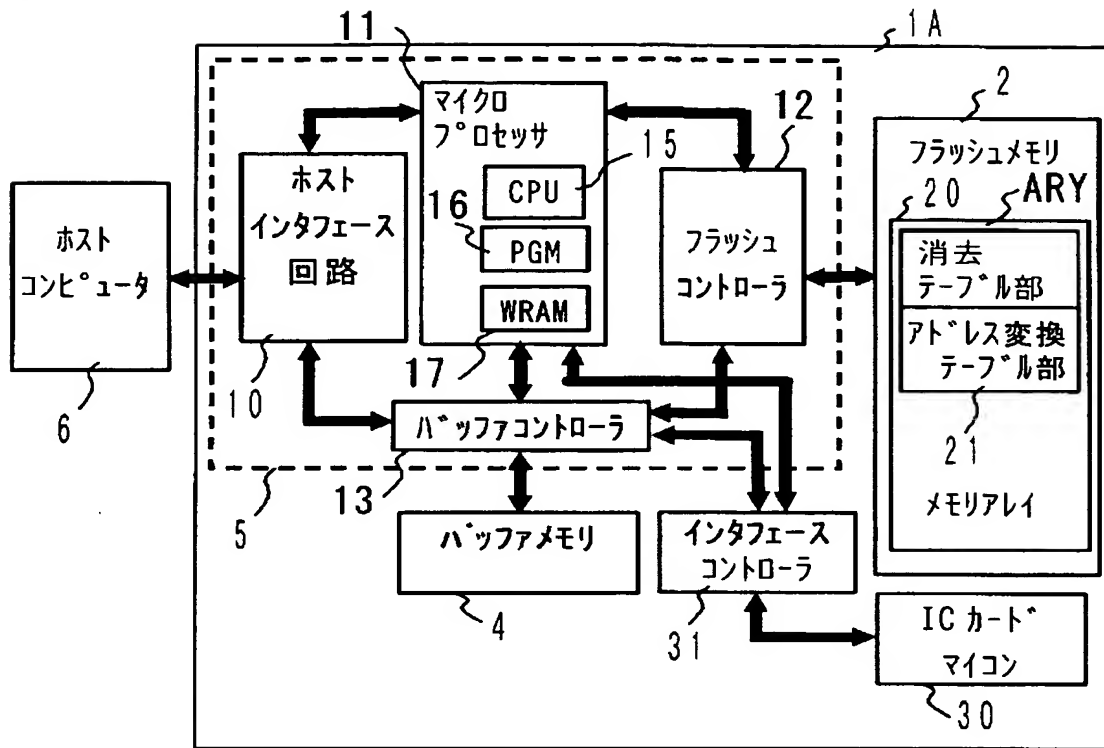 1A
11
マイクロ
プロセッサ
15
CPU
16
PGM
WRAM
17
12
2
フラッシュメモリ
20
ARY
消去
テーブル部
アドレス変換
テーブル部
21
メモリアレイ
ホスト
コンピュータ
6
ホスト
インタフェース
回路
10
フラッシュ
コントローラ
バッファコントローラ
13
5
バッファメモリ
4
インタフェース
コントローラ
31
ICカード
マイコン
30